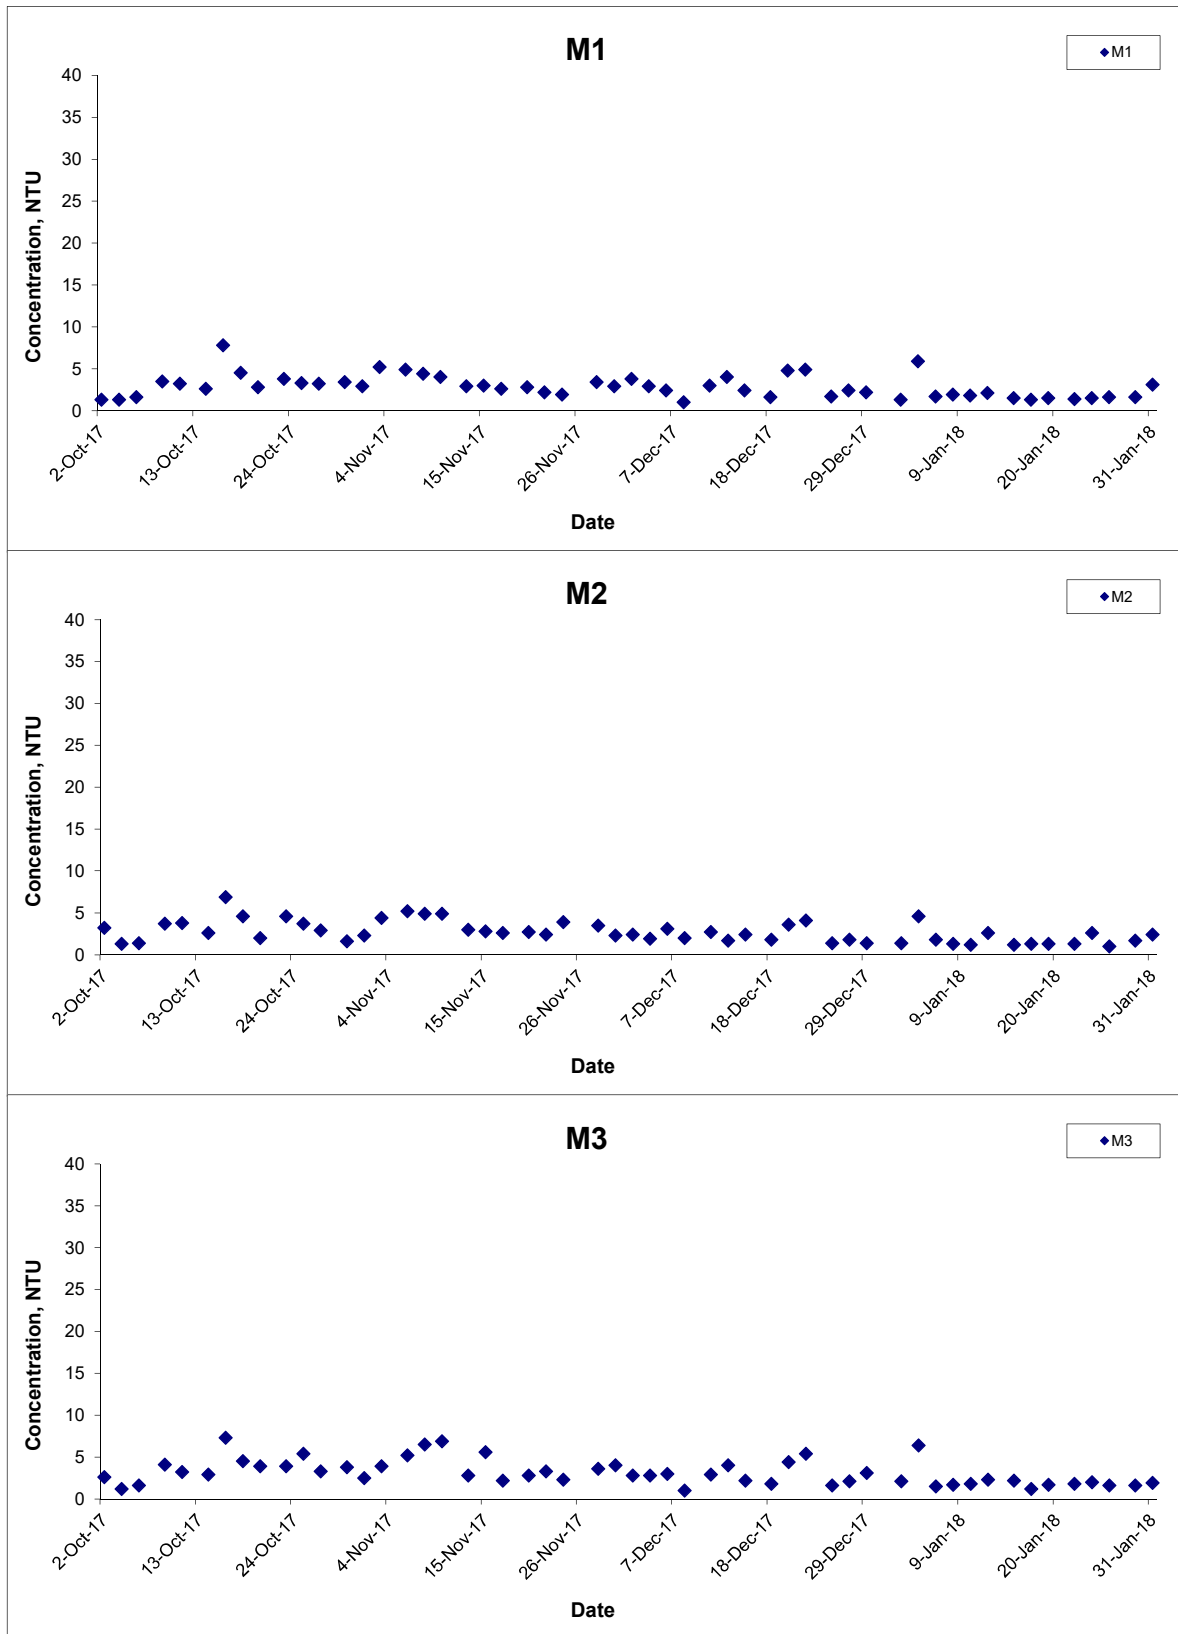 M1
M1
40
35
30
25
20
15
10
5
0
Concentration, NTU
2-Oct-17
13-Oct-17
24-Oct-17
4-Nov-17
15-Nov-17
26-Nov-17
7-Dec-17
18-Dec-17
29-Dec-17
9-Jan-18
20-Jan-18
31-Jan-18
Date
M2
M2
40
35
30
25
20
15
10
5
0
Concentration, NTU
2-Oct-17
13-Oct-17
24-Oct-17
4-Nov-17
15-Nov-17
26-Nov-17
7-Dec-17
18-Dec-17
29-Dec-17
9-Jan-18
20-Jan-18
31-Jan-18
Date
M3
M3
40
35
30
25
20
15
10
5
0
Concentration, NTU
2-Oct-17
13-Oct-17
24-Oct-17
4-Nov-17
15-Nov-17
26-Nov-17
7-Dec-17
18-Dec-17
29-Dec-17
9-Jan-18
20-Jan-18
31-Jan-18
Date